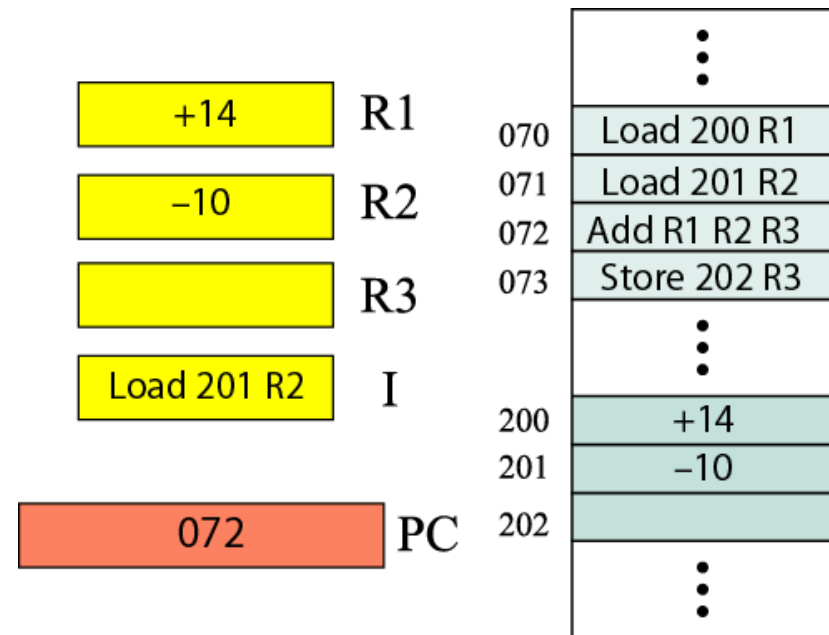 +14 R1
–10 R2
R3
Load 201 R2 I
072 PC
070 Load 200 R1
071 Load 201 R2
072 Add R1 R2 R3
073 Store 202 R3
200 +14
201 –10
202